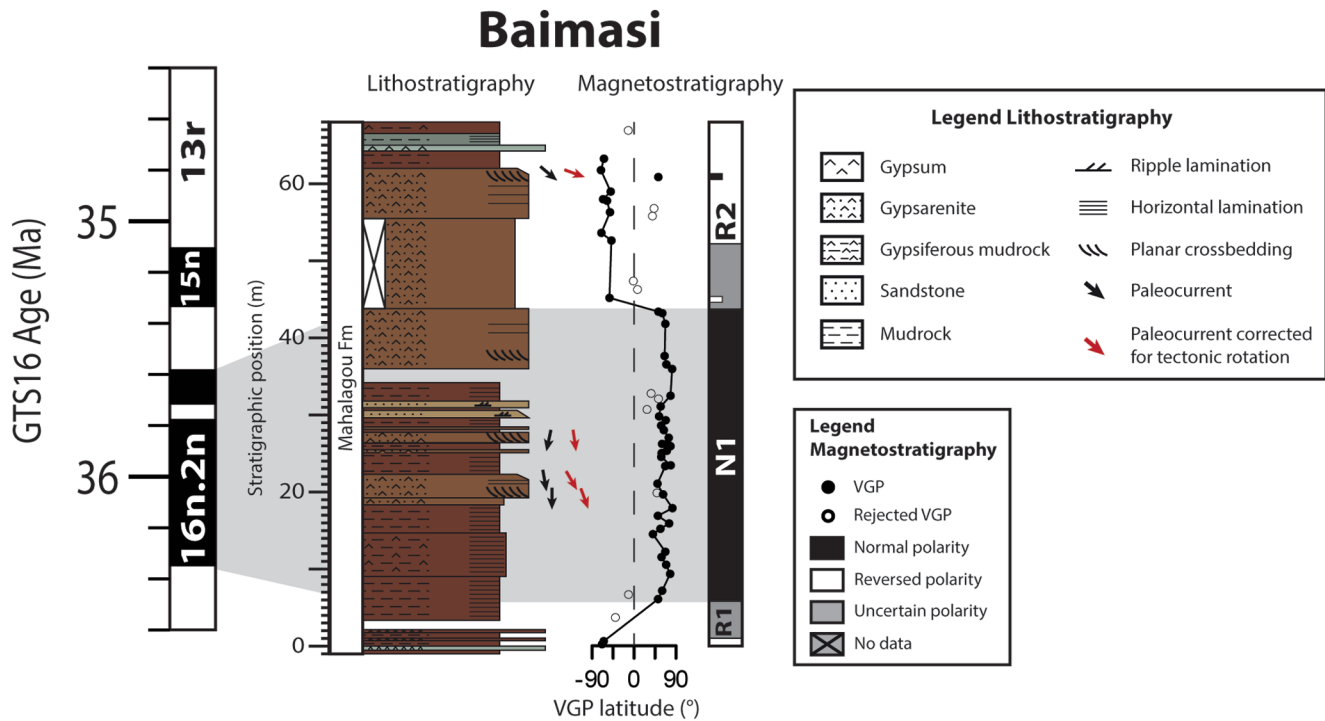 Baimasi
Lithostratigraphy
Magnetostratigraphy
GTS16 Age (Ma)
13r
35
15n
36
16n.2n
Stratigraphic position (m)
60
40
20
0
Mahalagou Fm
R2
N1
R1
-90 0 90
VGP latitude (°)
Legend Lithostratigraphy
Gypsum
Gypsarenite
Gypsiferous mudrock
Sandstone
Mudrock
Ripple lamination
Horizontal lamination
Planar crossbedding
Paleocurrent
Paleocurrent corrected
for tectonic rotation
Legend
Magnetostratigraphy
VGP
Rejected VGP
Normal polarity
Reversed polarity
Uncertain polarity
No data